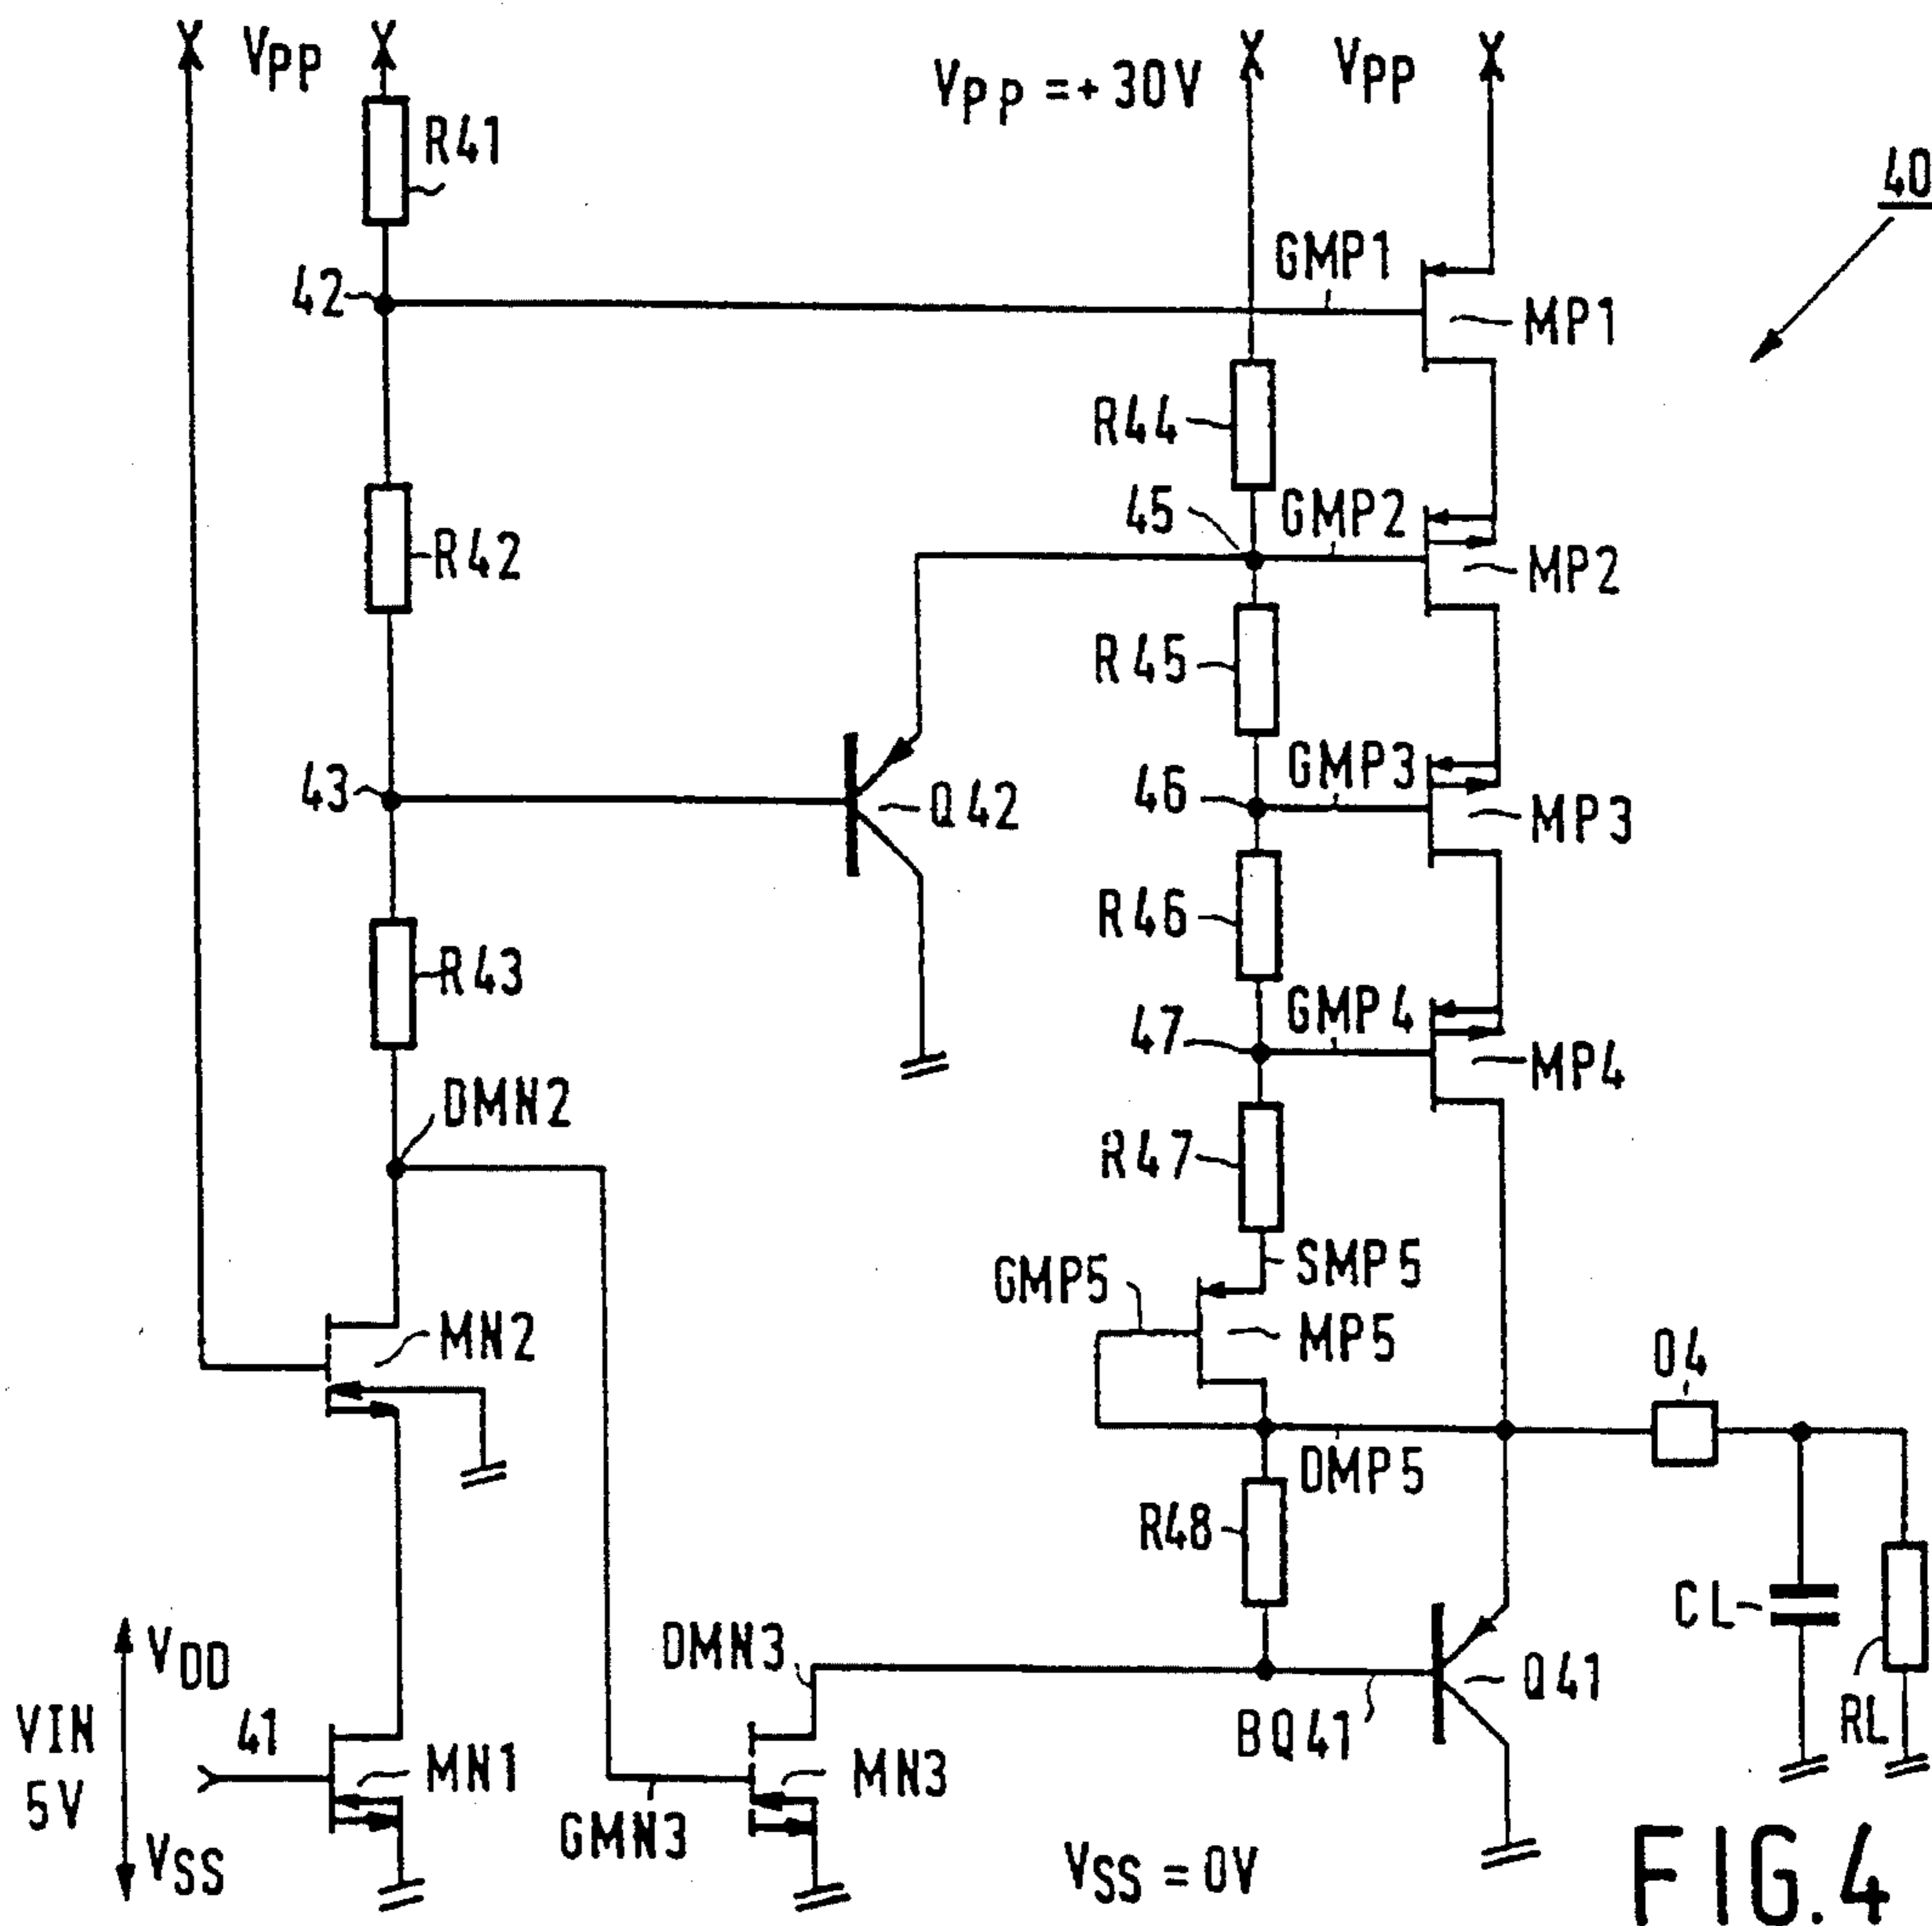 VPP
VPP = +30V
VPP
R41
40
GMP1
42
MP1
R44
45
GMP2
R42
MP2
R45
GMP3
43
Q42
46
MP3
R46
R43
GMP4
47
MP4
DMN2
R47
SMP5
GMP5
MN2
MP5
04
DMP5
R48
CL
DMN3
VDD
Q41
RL
VIN
41
BQ41
MN1
MN3
5V
GMN3
VSS
VSS = 0V
FIG.4